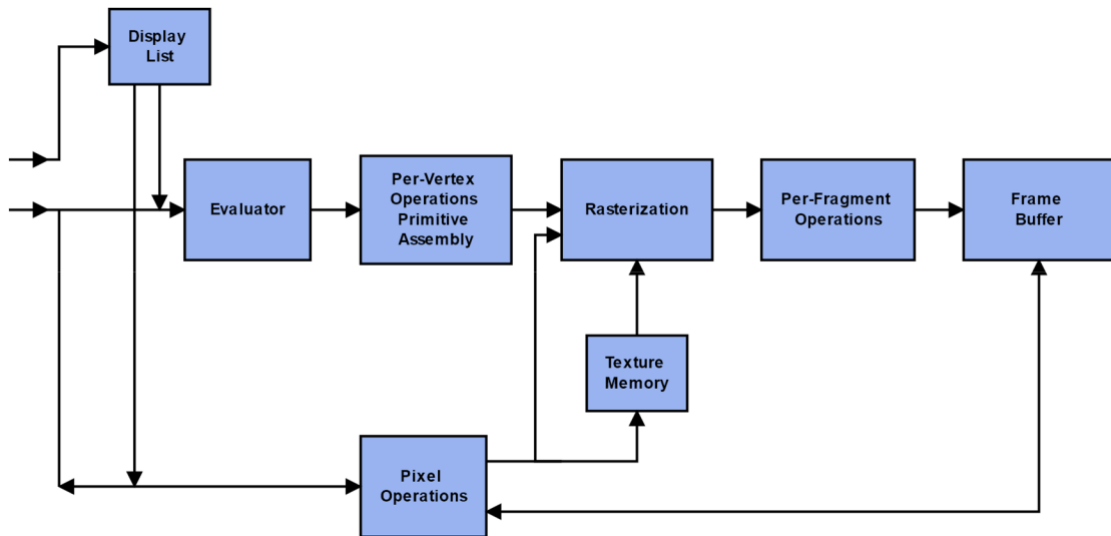 Display
List
Evaluator
Per-Vertex
Operations
Primitive
Assembly
Rasterization
Per-Fragment
Operations
Frame
Buffer
Texture
Memory
Pixel
Operations